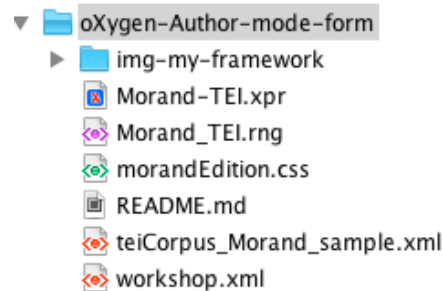 oXygen-Author-mode-form
img-my-framework
Morand-TEI.xpr
Morand_TEI.rng
morandEdition.css
README.md
teiCorpus_Morand_sample.xml
workshop.xml